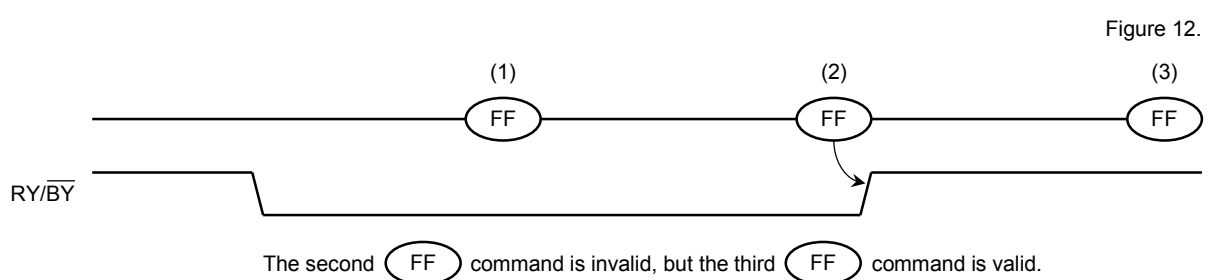 Figure 12.
(1) (2) (3)
FF FF FF
RY/B̅Y̅
The second FF command is invalid, but the third FF command is valid.